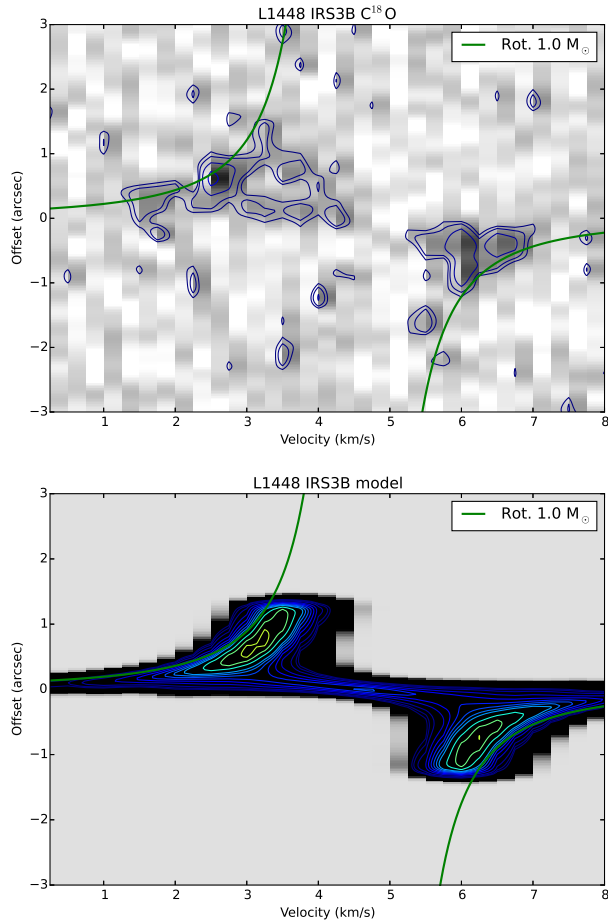 L1448 IRS3B C¹⁸O
Rot. 1.0 M☉
3
2
1
0
−1
−2
−3
Offset (arcsec)
1 2 3 4 5 6 7 8
Velocity (km/s)
L1448 IRS3B model
Rot. 1.0 M☉
3
2
1
0
−1
−2
−3
Offset (arcsec)
1 2 3 4 5 6 7 8
Velocity (km/s)